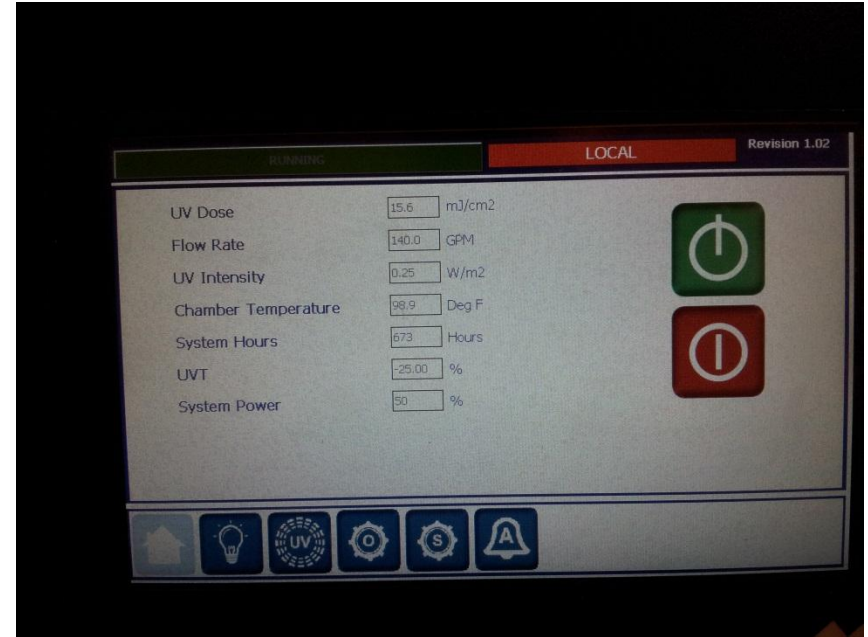 RUNNING LOCAL Revision 1.02
UV Dose 15.6 mJ/cm2
Flow Rate 140.0 GPM
UV Intensity 0.25 W/m2
Chamber Temperature 98.9 Deg F
System Hours 673 Hours
UVT -25.00 %
System Power 50 %
UV O S A